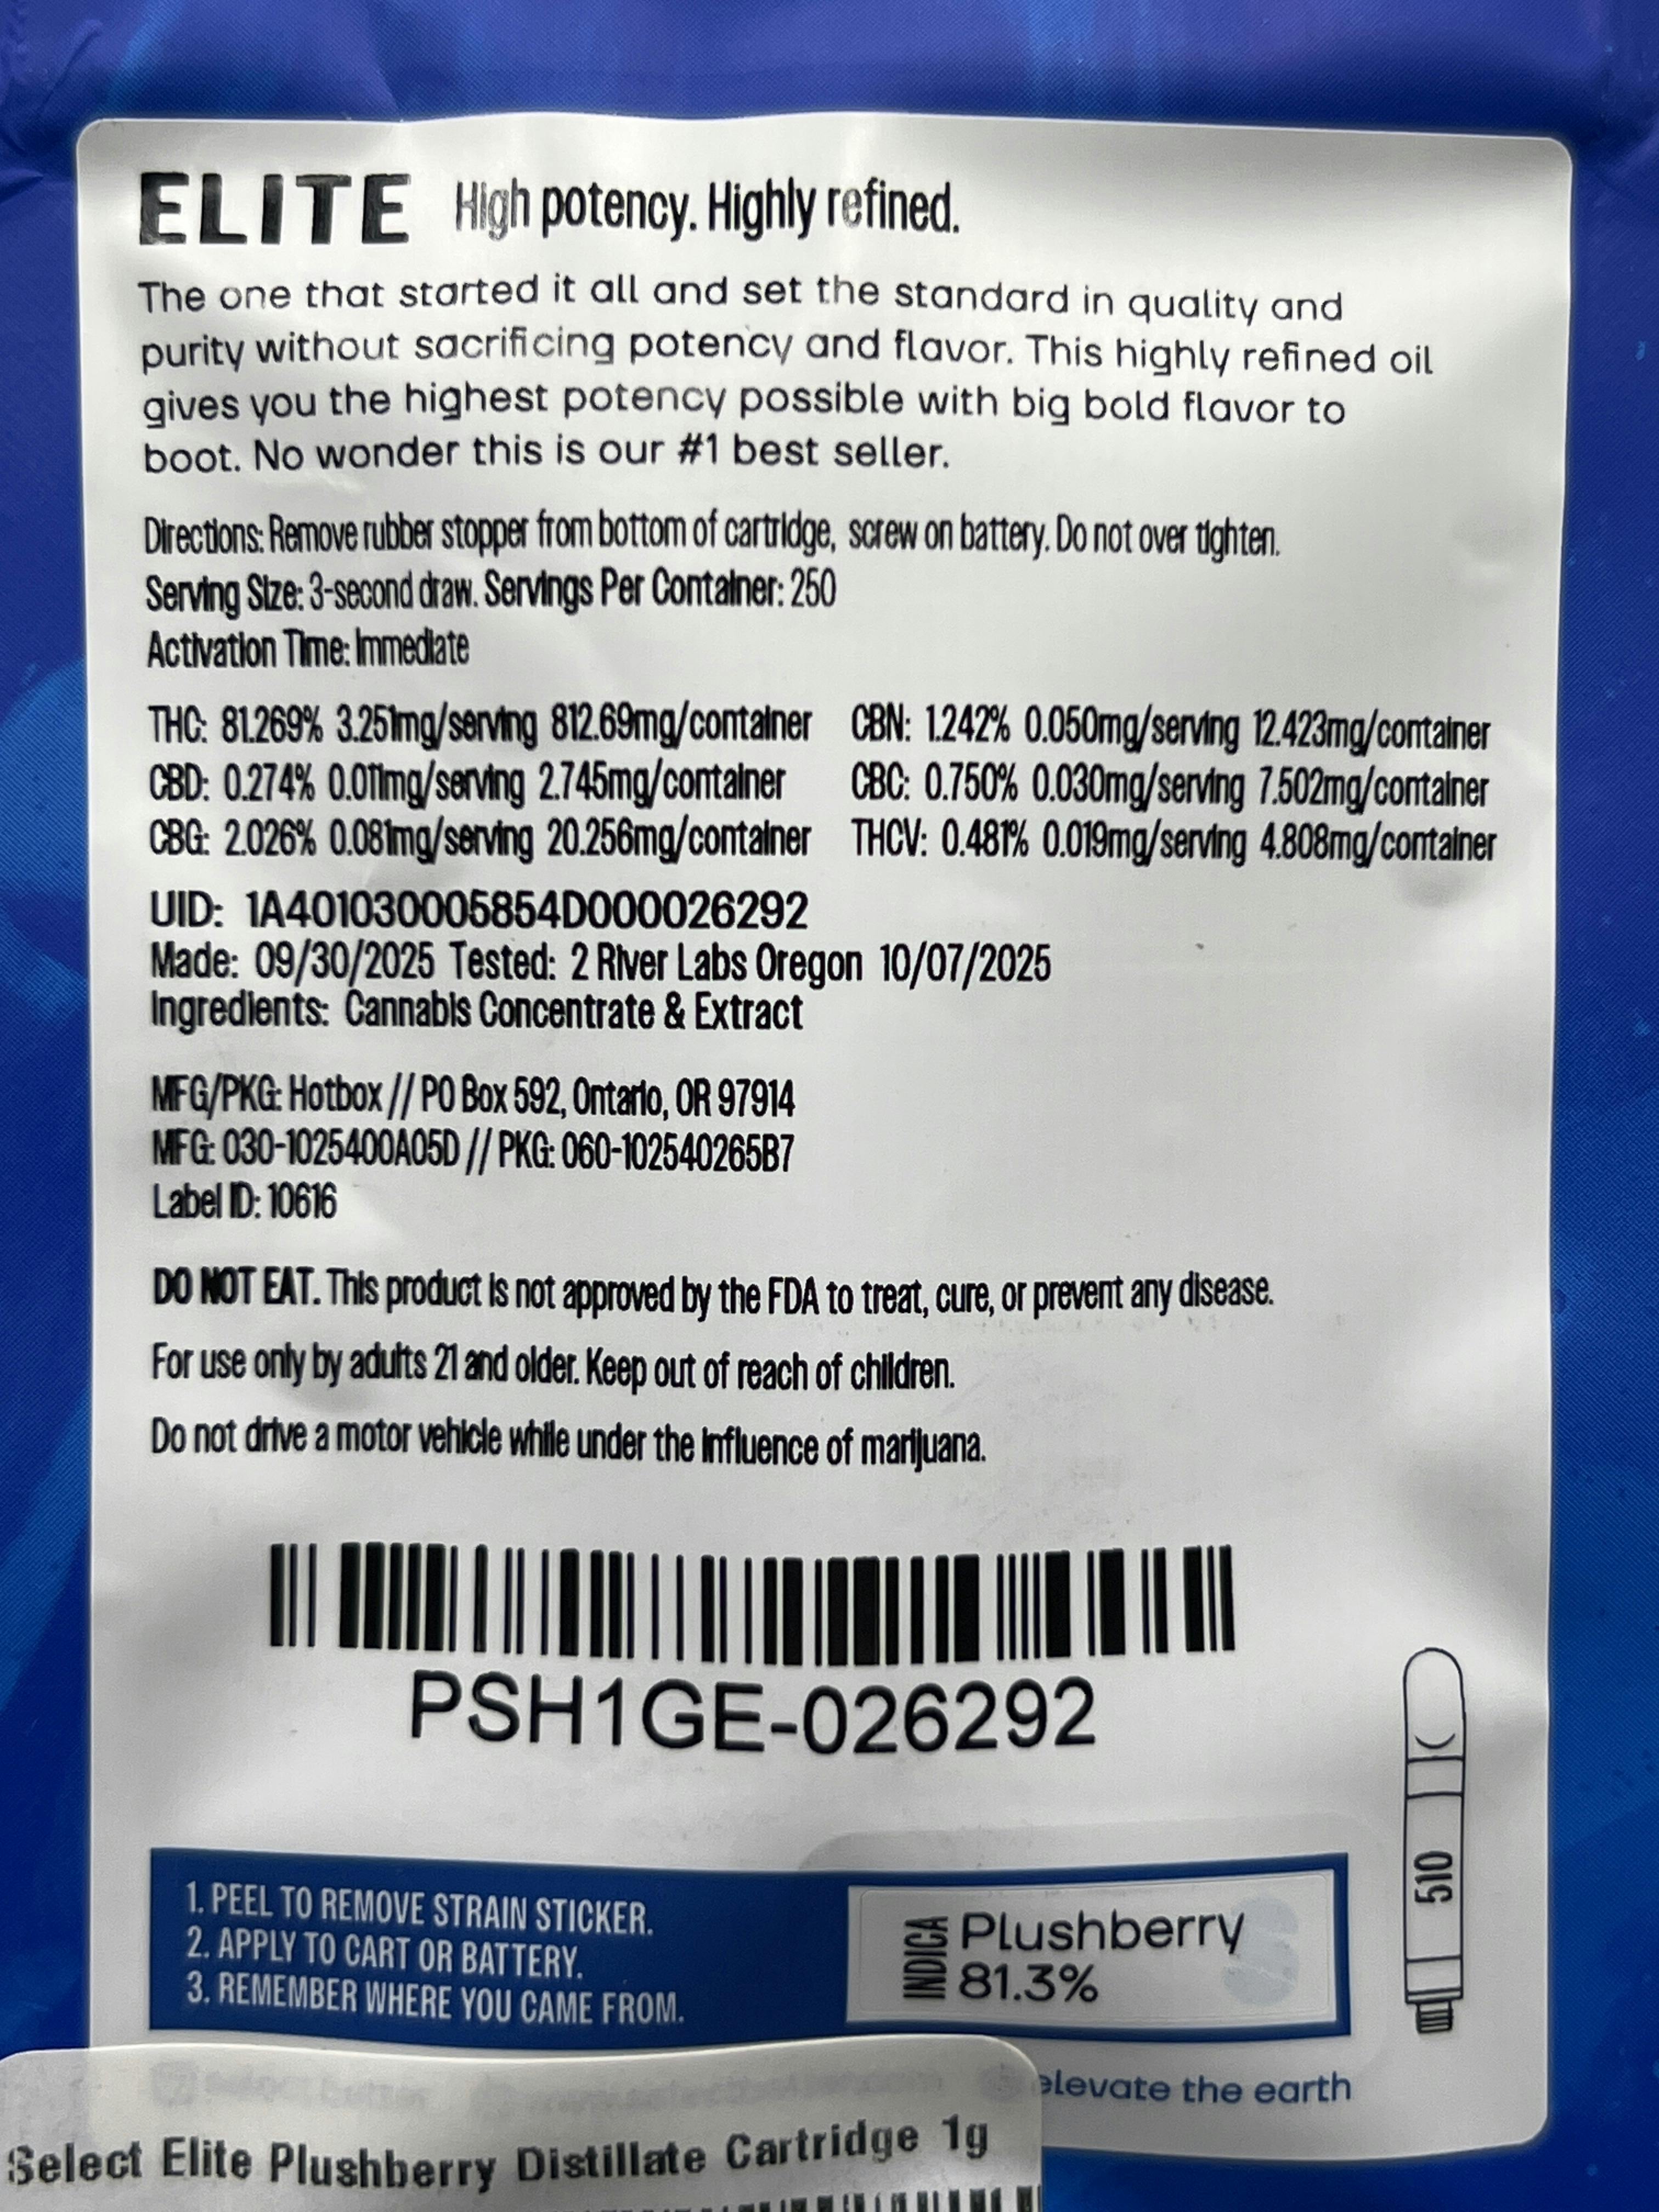 ELITE High potency. Highly refined.
The one that started it all and set the standard in quality and
purity without sacrificing potency and flavor. This highly refined oil
gives you the highest potency possible with big bold flavor to
boot. No wonder this is our #1 best seller.
Directions: Remove rubber stopper from bottom of cartridge, screw on battery. Do not over tighten.
Serving Size: 3-second draw. Servings Per Container: 250
Activation Time: Immediate
THC: 81.269% 3.251mg/serving 812.69mg/container CBN: 1.242% 0.050mg/serving 12.423mg/container
CBD: 0.274% 0.011mg/serving 2.745mg/container CBC: 0.750% 0.030mg/serving 7.502mg/container
CBG: 2.026% 0.081mg/serving 20.256mg/container THCV: 0.481% 0.019mg/serving 4.808mg/container
UID: 1A401030005854D000026292
Made: 09/30/2025 Tested: 2 River Labs Oregon 10/07/2025
Ingredients: Cannabis Concentrate & Extract
MFG/PKG: Hotbox // PO Box 592, Ontario, OR 97914
MFG: 030-1025400A05D // PKG: 060-102540265B7
Label ID: 10616
DO NOT EAT. This product is not approved by the FDA to treat, cure, or prevent any disease.
For use only by adults 21 and older. Keep out of reach of children.
Do not drive a motor vehicle while under the influence of marijuana.
PSH1GE-026292
1. PEEL TO REMOVE STRAIN STICKER.
2. APPLY TO CART OR BATTERY.
3. REMEMBER WHERE YOU CAME FROM.
INDICA
Plushberry
81.3%
510
elevate the earth
Select Elite Plushberry Distillate Cartridge 1g